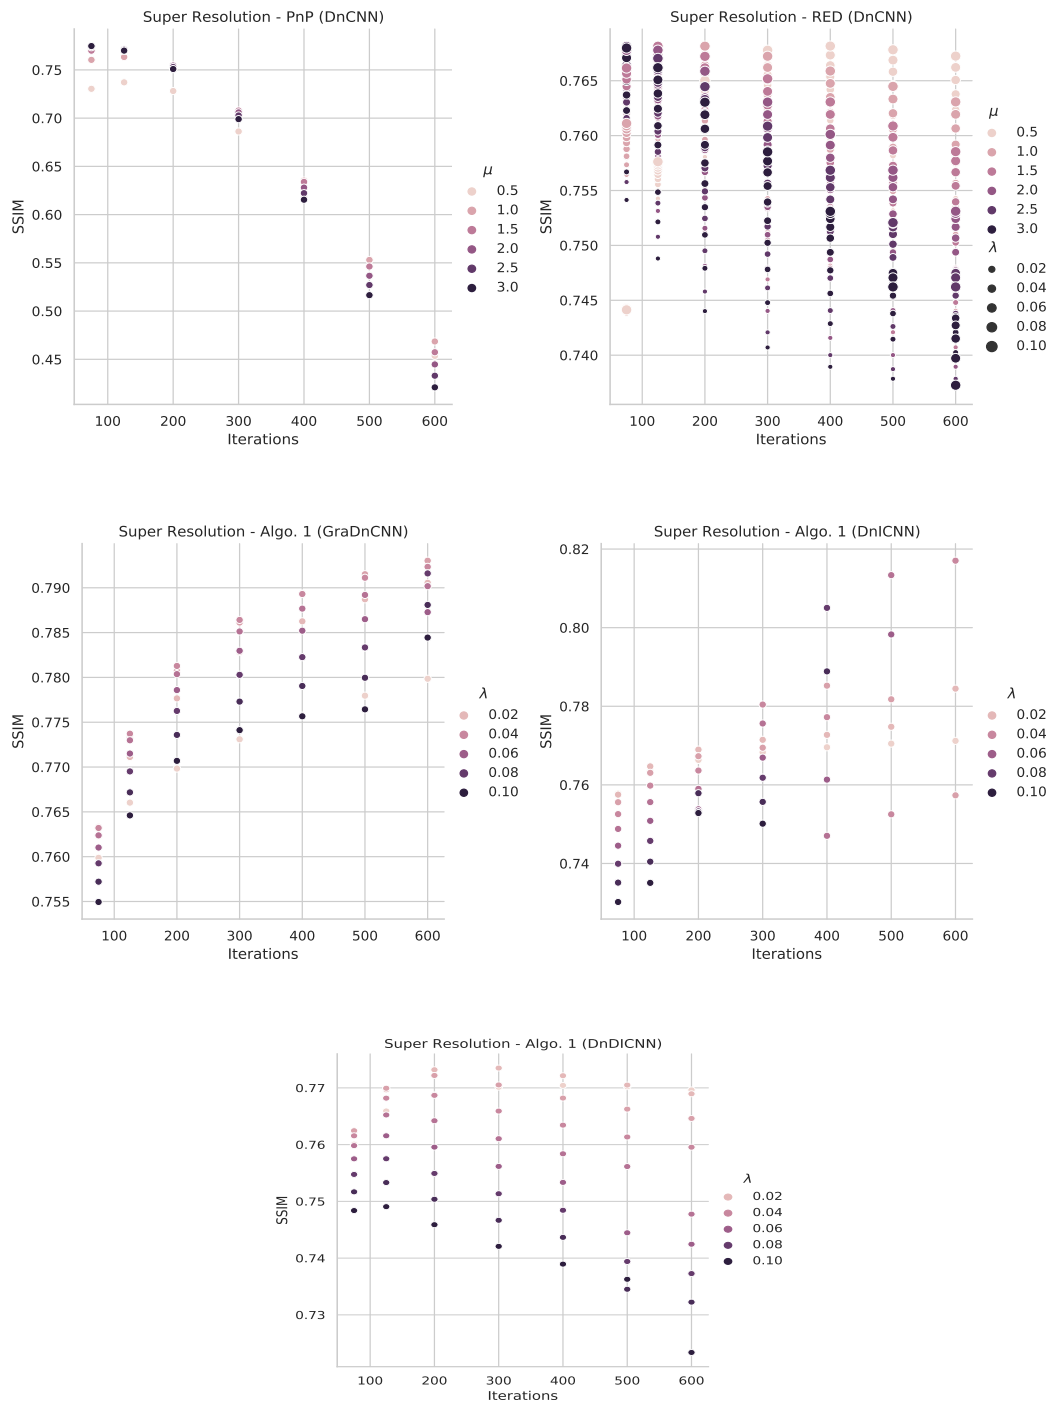 Super Resolution - PnP (DnCNN)
SSIM
0.75
0.70
0.65
0.60
0.55
0.50
0.45
100 200 300 400 500 600
Iterations
μ
0.5
1.0
1.5
2.0
2.5
3.0
Super Resolution - RED (DnCNN)
SSIM
0.765
0.760
0.755
0.750
0.745
0.740
100 200 300 400 500 600
Iterations
μ
0.5
1.0
1.5
2.0
2.5
3.0
λ
0.02
0.04
0.06
0.08
0.10
Super Resolution - Algo. 1 (GraDnCNN)
SSIM
0.790
0.785
0.780
0.775
0.770
0.765
0.760
0.755
100 200 300 400 500 600
Iterations
λ
0.02
0.04
0.06
0.08
0.10
Super Resolution - Algo. 1 (DnICNN)
SSIM
0.82
0.80
0.78
0.76
0.74
100 200 300 400 500 600
Iterations
λ
0.02
0.04
0.06
0.08
0.10
Super Resolution - Algo. 1 (DnDICNN)
SSIM
0.77
0.76
0.75
0.74
0.73
100 200 300 400 500 600
Iterations
λ
0.02
0.04
0.06
0.08
0.10